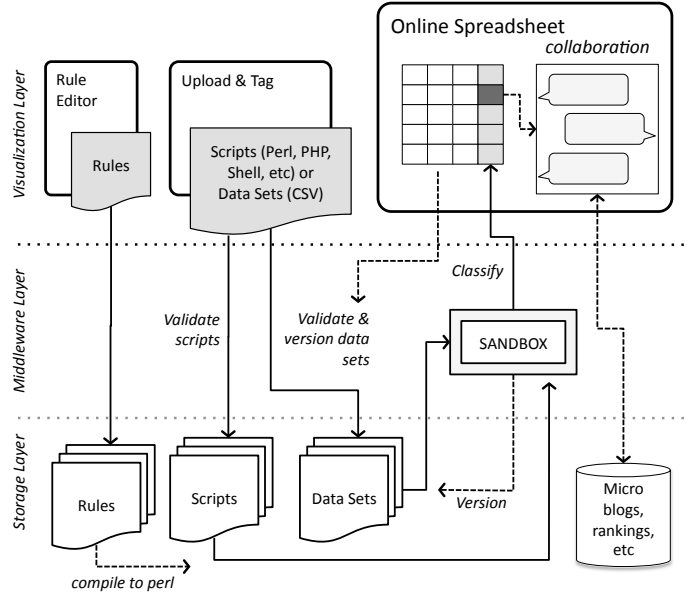 Online Spreadsheet
collaboration
Visualization Layer
Rule
Editor
Rules
Upload & Tag
Scripts (Perl, PHP,
Shell, etc) or
Data Sets (CSV)
Middleware Layer
Validate
scripts
Validate &
version data
sets
Classify
SANDBOX
Storage Layer
Rules
Scripts
Data Sets
Version
Micro
blogs,
rankings,
etc
compile to perl